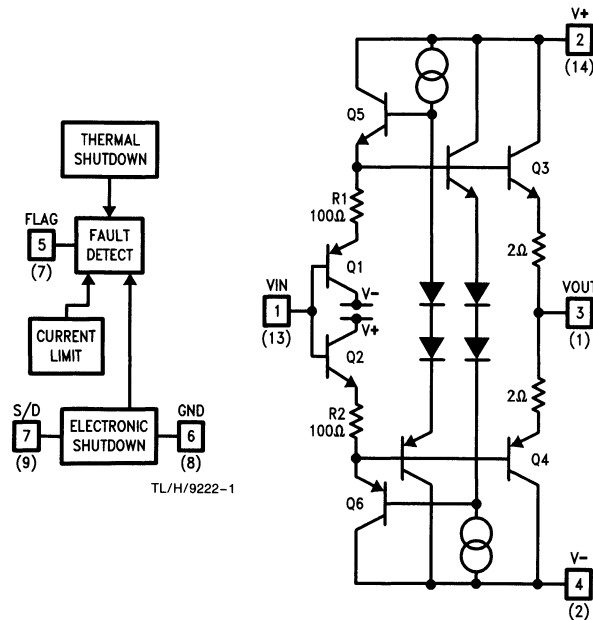 THERMAL
SHUTDOWN
FLAG
5
(7)
FAULT
DETECT
CURRENT
LIMIT
S/D
7
(9)
ELECTRONIC
SHUTDOWN
GND
6
(8)
TL/H/9222-1
V+
2
(14)
Q5
Q3
R1
100Ω
2Ω
Q1
V-
VIN
1
(13)
V+
Q2
VOUT
3
(1)
R2
100Ω
2Ω
Q4
Q6
V-
4
(2)